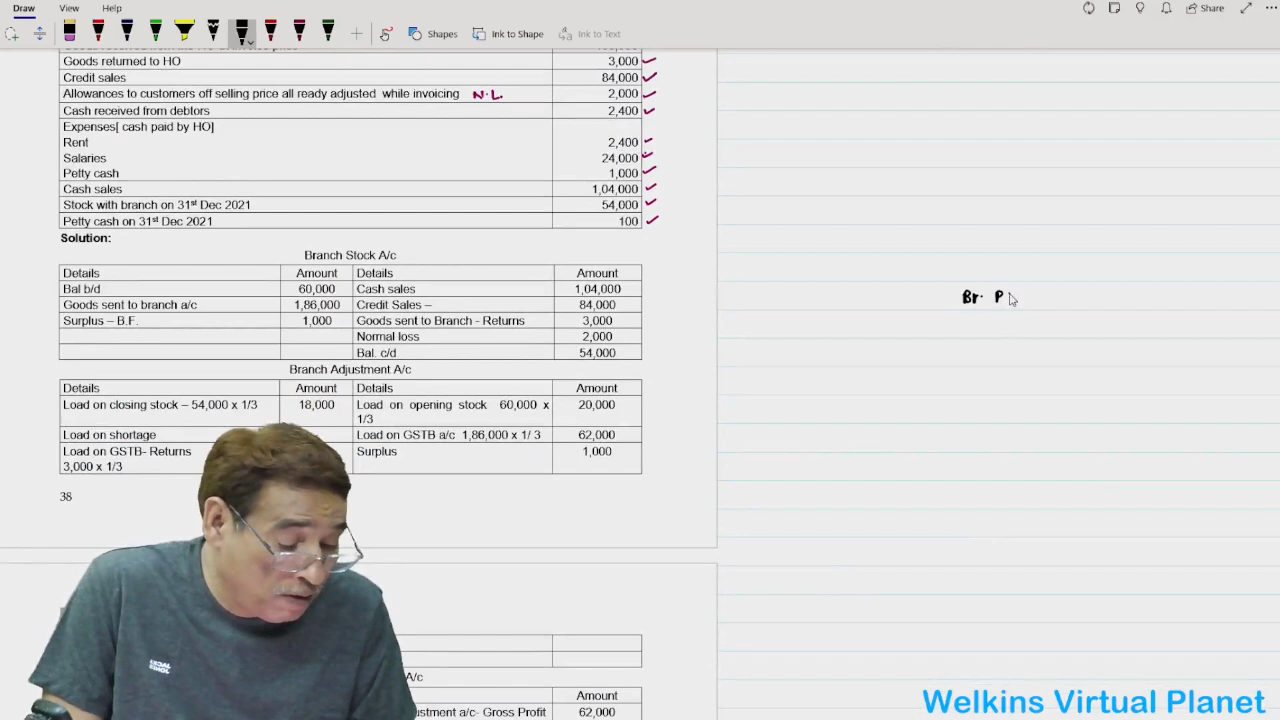 Draw View Help
Share
Shapes Ink to Shape Ink to Text
Goods returned to HO 3,000
Credit sales 84,000
Allowances to customers off selling price all ready adjusted while invoicing N.L. 2,000
Cash received from debtors 2,400
Expenses[ cash paid by HO]
Rent 2,400
Salaries 24,000
Petty cash 1,000
Cash sales 1,04,000
Stock with branch on 31st Dec 2021 54,000
Petty cash on 31st Dec 2021 100
Solution:
Branch Stock A/c
Details Amount Details Amount
Bal b/d 60,000 Cash sales 1,04,000
Goods sent to branch a/c 1,86,000 Credit Sales – 84,000
Surplus – B.F. 1,000 Goods sent to Branch - Returns 3,000
Normal loss 2,000
Bal. c/d 54,000
Branch Adjustment A/c
Details Amount Details Amount
Load on closing stock – 54,000 x 1/3 18,000 Load on opening stock 60,000 x 20,000
1/3
Load on shortage Load on GSTB a/c 1,86,000 x 1/ 3 62,000
Load on GSTB- Returns Surplus 1,000
3,000 x 1/3
38
A/c
Amount
stment a/c- Gross Profit 62,000
Br. P
Welkins Virtual Planet